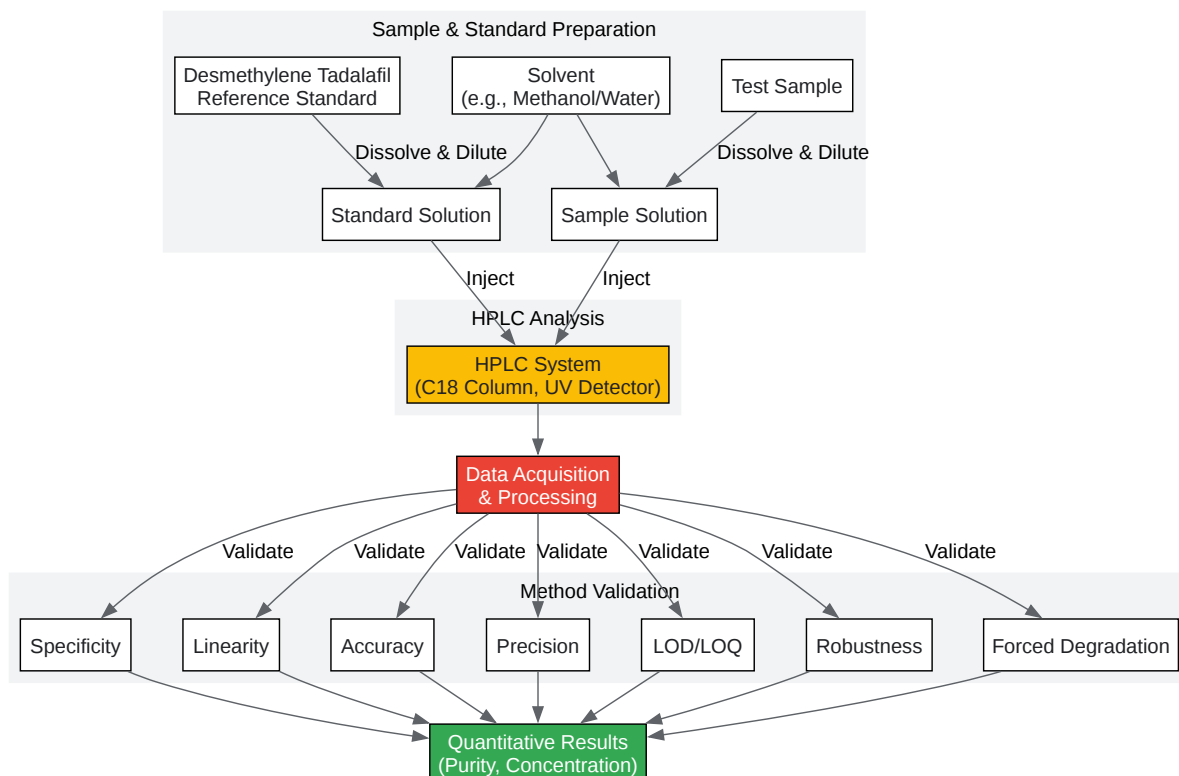 Sample & Standard Preparation
Desmethylene Tadalafil
Reference Standard
Solvent
(e.g., Methanol/Water)
Test Sample
Dissolve & Dilute
Dissolve & Dilute
Standard Solution
Sample Solution
Inject
Inject
HPLC Analysis
HPLC System
(C18 Column, UV Detector)
Data Acquisition
& Processing
Validate
Validate
Validate
Validate
Validate
Validate
Validate
Method Validation
Specificity
Linearity
Accuracy
Precision
LOD/LOQ
Robustness
Forced Degradation
Quantitative Results
(Purity, Concentration)